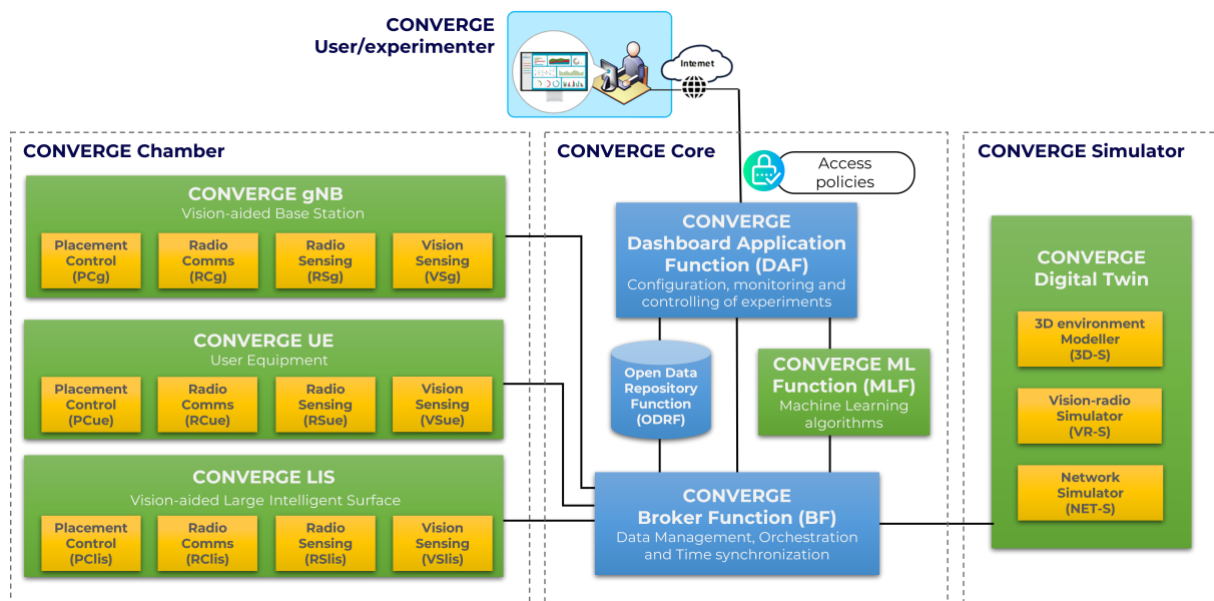 CONVERGE
User/experimenter
Internet
CONVERGE Chamber
CONVERGE gNB
Vision-aided Base Station
Placement
Control
(PCg)
Radio
Comms
(RCg)
Radio
Sensing
(RSg)
Vision
Sensing
(VSg)
CONVERGE UE
User Equipment
Placement
Control
(PCue)
Radio
Comms
(RCue)
Radio
Sensing
(RSue)
Vision
Sensing
(VSue)
CONVERGE LIS
Vision-aided Large Intelligent Surface
Placement
Control
(PClis)
Radio
Comms
(RClis)
Radio
Sensing
(RSlis)
Vision
Sensing
(VSlis)
CONVERGE Core
Access
policies
CONVERGE
Dashboard Application
Function (DAF)
Configuration, monitoring and
controlling of experiments
Open Data
Repository
Function
(ODRF)
CONVERGE ML
Function (MLF)
Machine Learning
algorithms
CONVERGE
Broker Function (BF)
Data Management, Orchestration
and Time synchronization
CONVERGE Simulator
CONVERGE
Digital Twin
3D environment
Modeller
(3D-S)
Vision-radio
Simulator
(VR-S)
Network
Simulator
(NET-S)